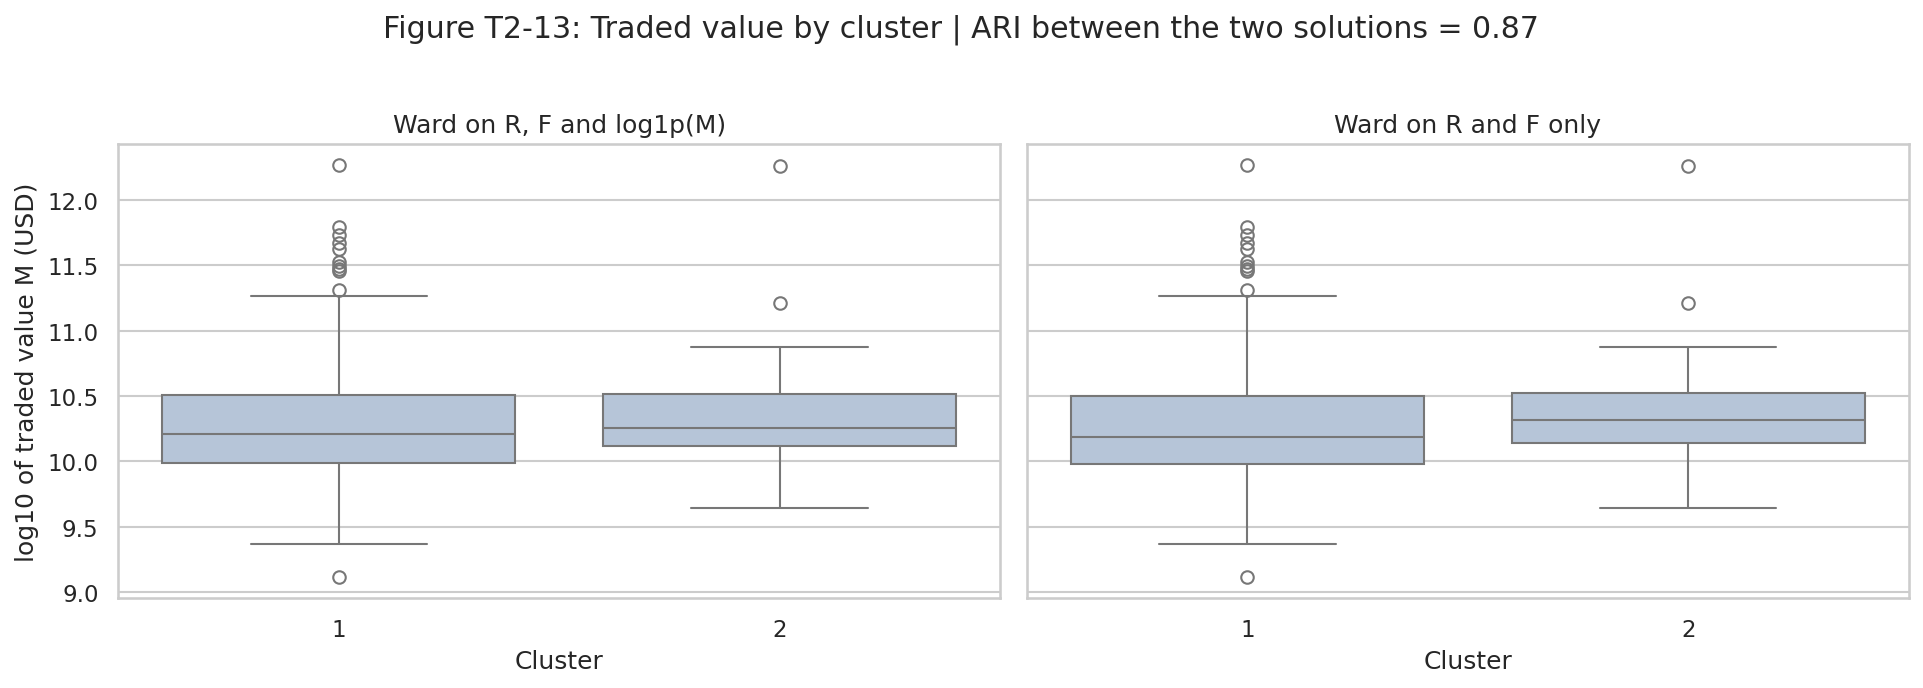 Figure T2-13: Traded value by cluster | ARI between the two solutions = 0.87
Ward on R, F and log1p(M)
Ward on R and F only
log10 of traded value M (USD)
12.0
11.5
11.0
10.5
10.0
9.5
9.0
1
2
1
2
Cluster
Cluster